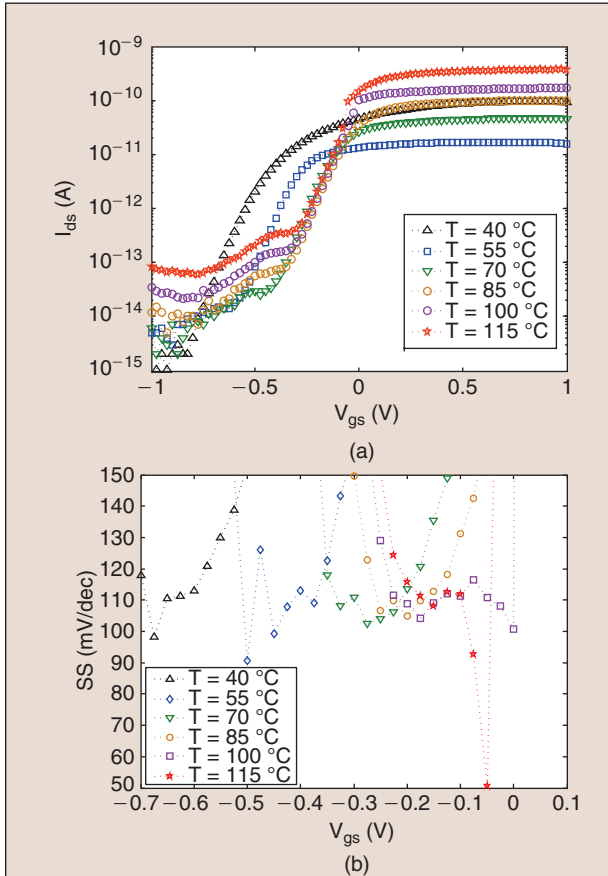 10⁻⁹
10⁻¹⁰
10⁻¹¹
10⁻¹²
10⁻¹³
10⁻¹⁴
10⁻¹⁵
I_ds (A)
T = 40 °C
T = 55 °C
T = 70 °C
T = 85 °C
T = 100 °C
T = 115 °C
−1 −0.5 0 0.5 1
V_gs (V)
(a)
150
140
130
120
110
100
90
80
70
60
50
SS (mV/dec)
T = 40 °C
T = 55 °C
T = 70 °C
T = 85 °C
T = 100 °C
T = 115 °C
−0.7 −0.6 −0.5 −0.4 −0.3 −0.2 −0.1 0 0.1
V_gs (V)
(b)